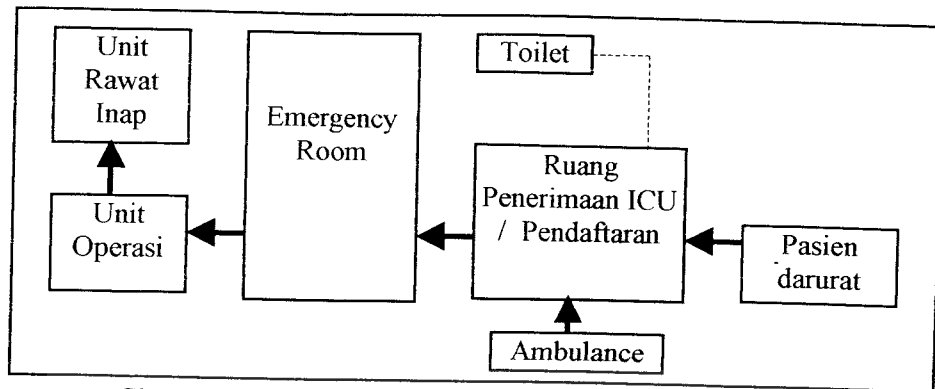 Unit
Rawat
Inap
Emergency
Room
Toilet
Ruang
Penerimaan ICU
/ Pendaftaran
Unit
Operasi
Pasien
darurat
Ambulance